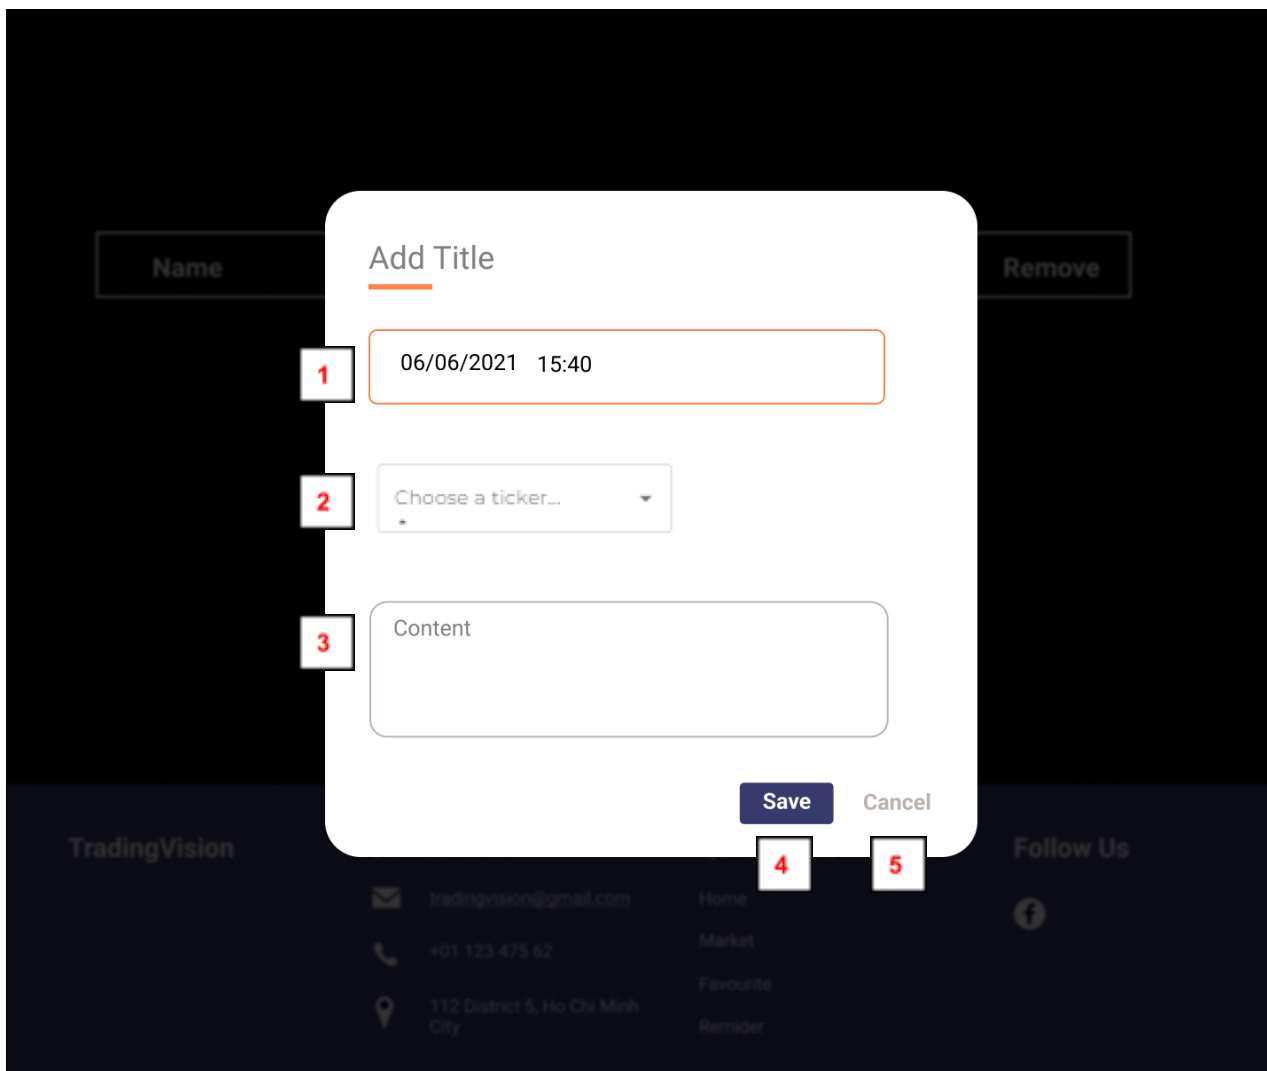 Name
Remove
Add Title
1
06/06/2021 15:40
2
Choose a ticker...
3
Content
Save
Cancel
4
5
TradingVision
Follow Us
tradingvision@gmail.com
+01 123 475 62
112 District 5, Ho Chi Minh
City
Home
Market
Favourite
Remider